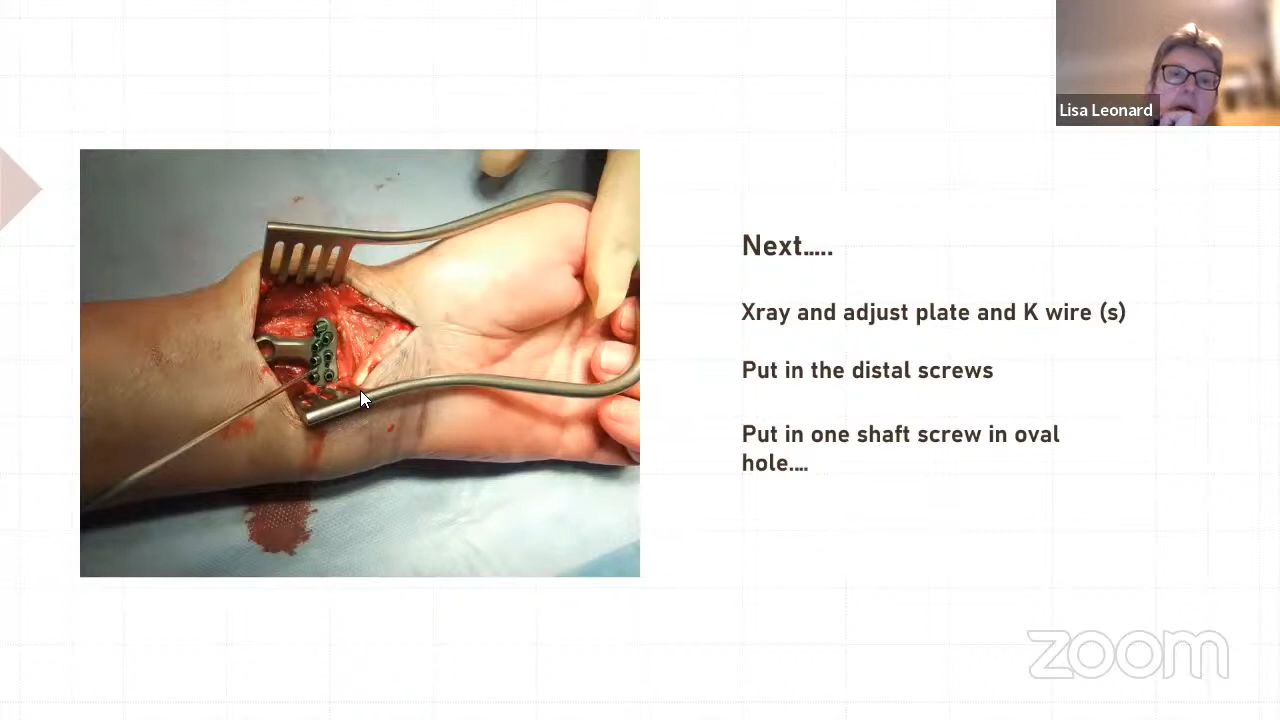 Lisa Leonard
Next.....
Xray and adjust plate and K wire (s)
Put in the distal screws
Put in one shaft screw in oval
hole....
zoom